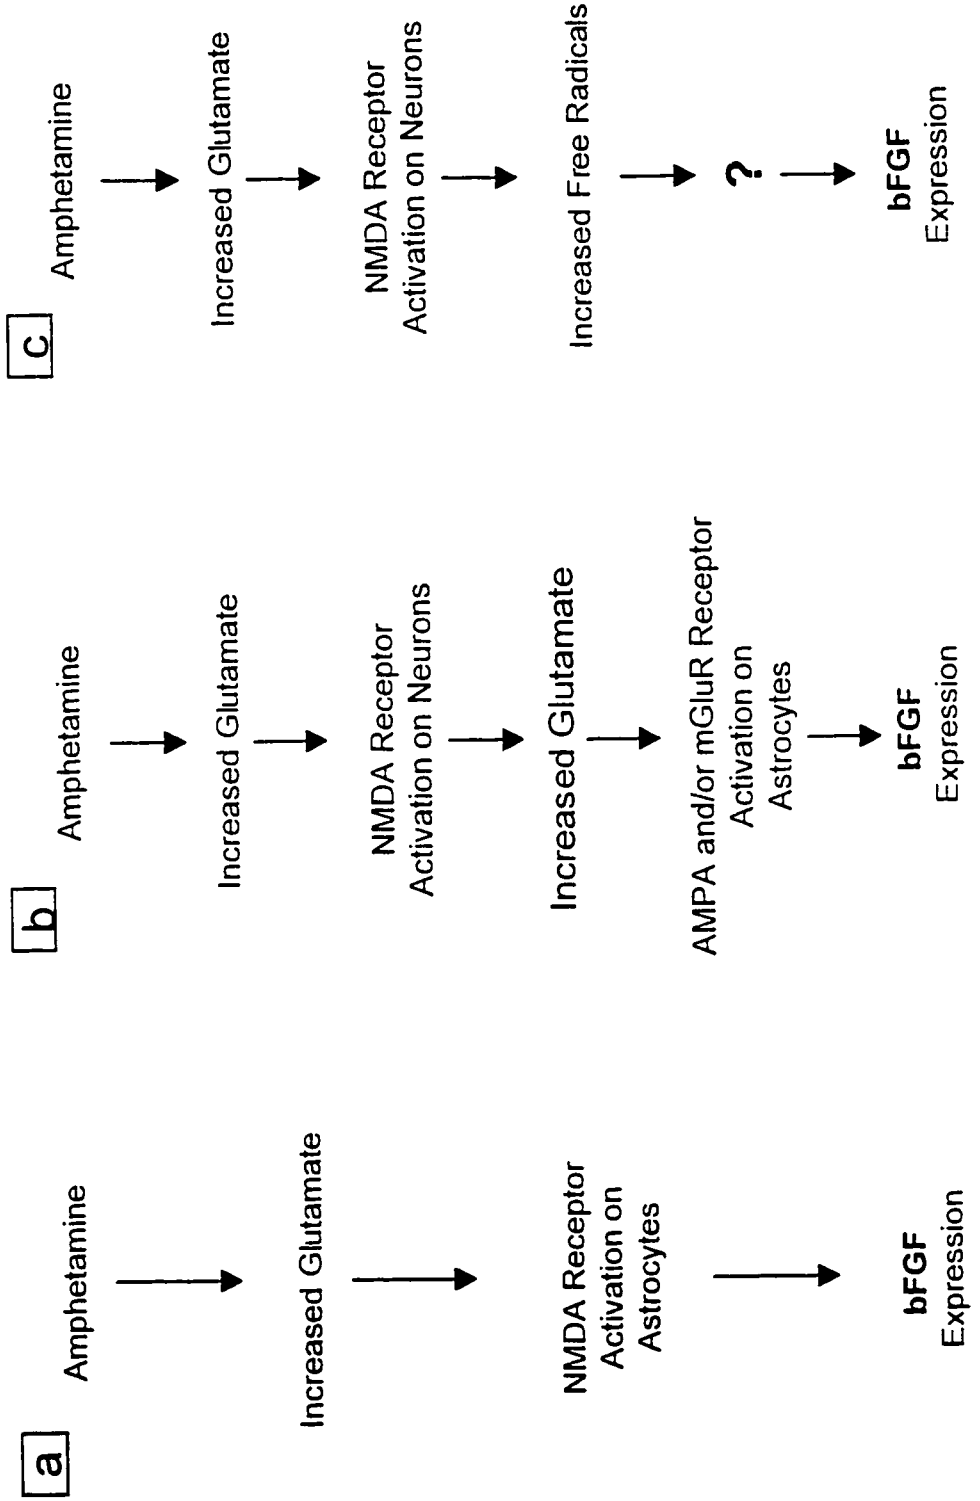 a
Amphetamine
Increased Glutamate
NMDA Receptor
Activation on
Astrocytes
bFGF
Expression
b
Amphetamine
Increased Glutamate
NMDA Receptor
Activation on Neurons
Increased Glutamate
AMPA and/or mGluR Receptor
Activation on
Astrocytes
bFGF
Expression
c
Amphetamine
Increased Glutamate
NMDA Receptor
Activation on Neurons
Increased Free Radicals
?
bFGF
Expression